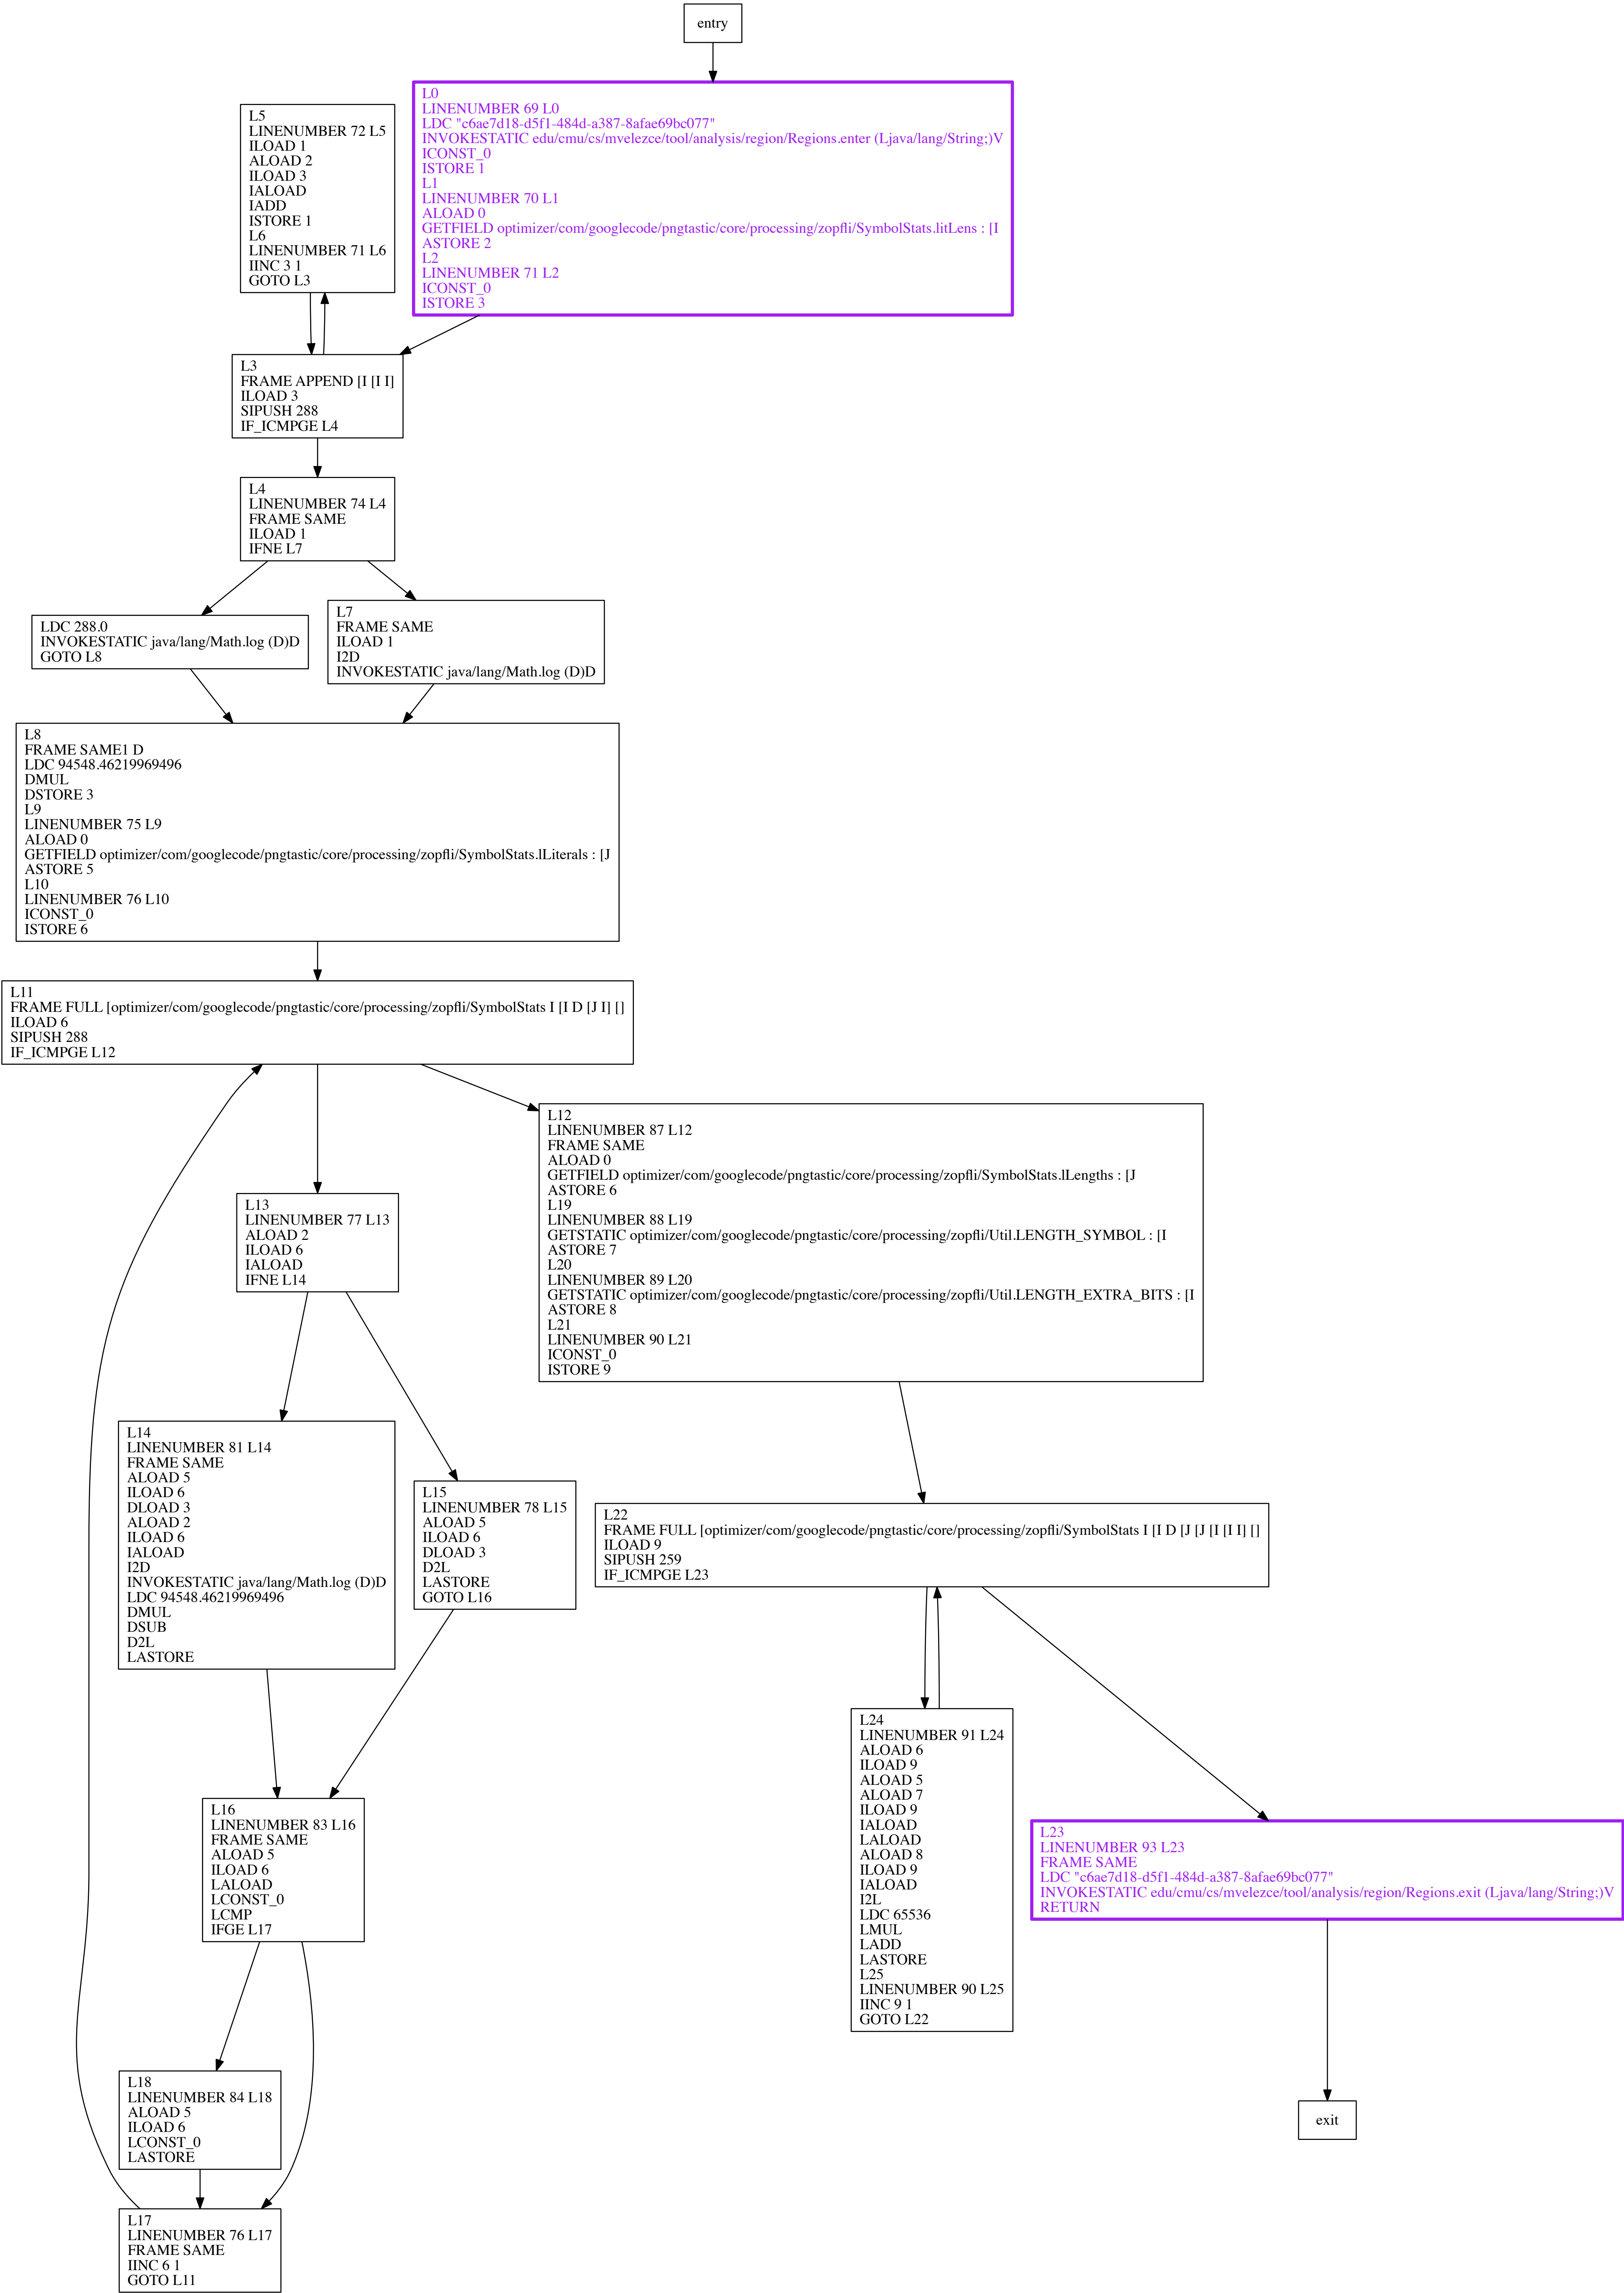 entry
L0
LINENUMBER 69 L0
LDC "c6ae7d18-d5f1-484d-a387-8afae69bc077"
INVOKESTATIC edu/cmu/cs/mvelezce/tool/analysis/region/Regions.enter (Ljava/lang/String;)V
ICONST_0
ISTORE 1
L1
LINENUMBER 70 L1
ALOAD 0
GETFIELD optimizer/com/googlecode/pngtastic/core/processing/zopfli/SymbolStats.litLens : [I
ASTORE 2
L2
LINENUMBER 71 L2
ICONST_0
ISTORE 3
L5
LINENUMBER 72 L5
ILOAD 1
ALOAD 2
ILOAD 3
IALOAD
IADD
ISTORE 1
L6
LINENUMBER 71 L6
IINC 3 1
GOTO L3
L3
FRAME APPEND [I [I I]
ILOAD 3
SIPUSH 288
IF_ICMPGE L4
L4
LINENUMBER 74 L4
FRAME SAME
ILOAD 1
IFNE L7
LDC 288.0
INVOKESTATIC java/lang/Math.log (D)D
GOTO L8
L7
FRAME SAME
ILOAD 1
I2D
INVOKESTATIC java/lang/Math.log (D)D
L8
FRAME SAME1 D
LDC 94548.46219969496
DMUL
DSTORE 3
L9
LINENUMBER 75 L9
ALOAD 0
GETFIELD optimizer/com/googlecode/pngtastic/core/processing/zopfli/SymbolStats.lLiterals : [J
ASTORE 5
L10
LINENUMBER 76 L10
ICONST_0
ISTORE 6
L11
FRAME FULL [optimizer/com/googlecode/pngtastic/core/processing/zopfli/SymbolStats I [I D [J I] []
ILOAD 6
SIPUSH 288
IF_ICMPGE L12
L12
LINENUMBER 87 L12
FRAME SAME
ALOAD 0
GETFIELD optimizer/com/googlecode/pngtastic/core/processing/zopfli/SymbolStats.lLengths : [J
ASTORE 6
L19
LINENUMBER 88 L19
GETSTATIC optimizer/com/googlecode/pngtastic/core/processing/zopfli/Util.LENGTH_SYMBOL : [I
ASTORE 7
L20
LINENUMBER 89 L20
GETSTATIC optimizer/com/googlecode/pngtastic/core/processing/zopfli/Util.LENGTH_EXTRA_BITS : [I
ASTORE 8
L21
LINENUMBER 90 L21
ICONST_0
ISTORE 9
L13
LINENUMBER 77 L13
ALOAD 2
ILOAD 6
IALOAD
IFNE L14
L14
LINENUMBER 81 L14
FRAME SAME
ALOAD 5
ILOAD 6
DLOAD 3
ALOAD 2
ILOAD 6
IALOAD
I2D
INVOKESTATIC java/lang/Math.log (D)D
LDC 94548.46219969496
DMUL
DSUB
D2L
LASTORE
L15
LINENUMBER 78 L15
ALOAD 5
ILOAD 6
DLOAD 3
D2L
LASTORE
GOTO L16
L22
FRAME FULL [optimizer/com/googlecode/pngtastic/core/processing/zopfli/SymbolStats I [I D [J [J [I [I I] []
ILOAD 9
SIPUSH 259
IF_ICMPGE L23
L24
LINENUMBER 91 L24
ALOAD 6
ILOAD 9
ALOAD 5
ALOAD 7
ILOAD 9
IALOAD
LALOAD
ALOAD 8
ILOAD 9
IALOAD
I2L
LDC 65536
LMUL
LADD
LASTORE
L25
LINENUMBER 90 L25
IINC 9 1
GOTO L22
L16
LINENUMBER 83 L16
FRAME SAME
ALOAD 5
ILOAD 6
LALOAD
LCONST_0
LCMP
IFGE L17
L23
LINENUMBER 93 L23
FRAME SAME
LDC "c6ae7d18-d5f1-484d-a387-8afae69bc077"
INVOKESTATIC edu/cmu/cs/mvelezce/tool/analysis/region/Regions.exit (Ljava/lang/String;)V
RETURN
L18
LINENUMBER 84 L18
ALOAD 5
ILOAD 6
LCONST_0
LASTORE
exit
L17
LINENUMBER 76 L17
FRAME SAME
IINC 6 1
GOTO L11